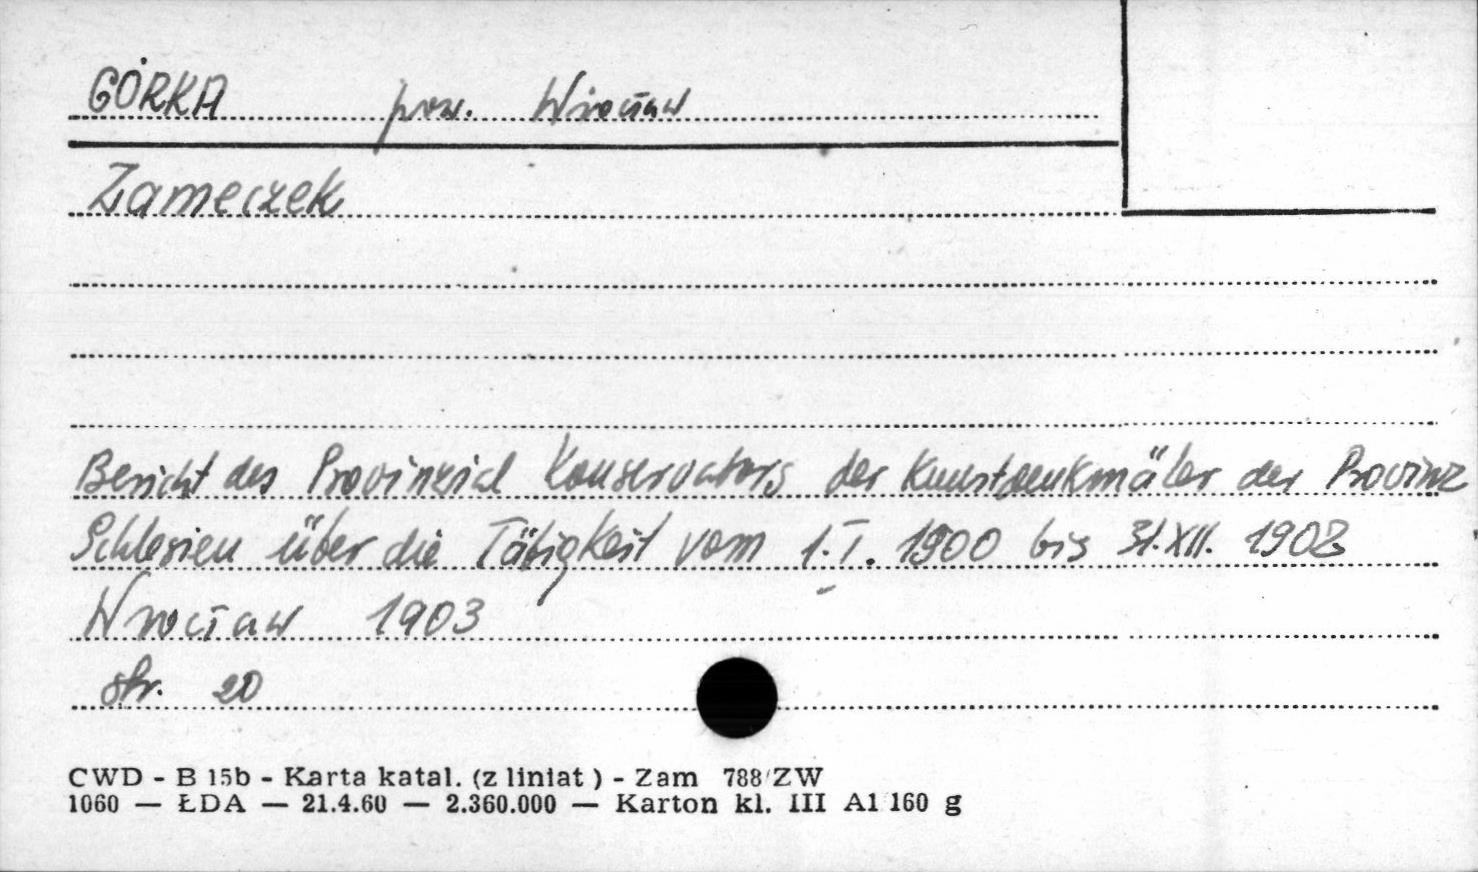 GÓRKA pow. Wrocław
Zameczek
Bericht des Provinzial Konservators der Kunstdenkmäler der Provinz
Schlesien über die Tätigkeit vom 1.I. 1900 bis 31.XII. 1902
Wrocław 1903
str. 20
CWD - B 15b - Karta katal. (z liniat ) - Zam 788/ZW
1060 — ŁDA — 21.4.60 — 2.360.000 — Karton kl. III A1 160 g